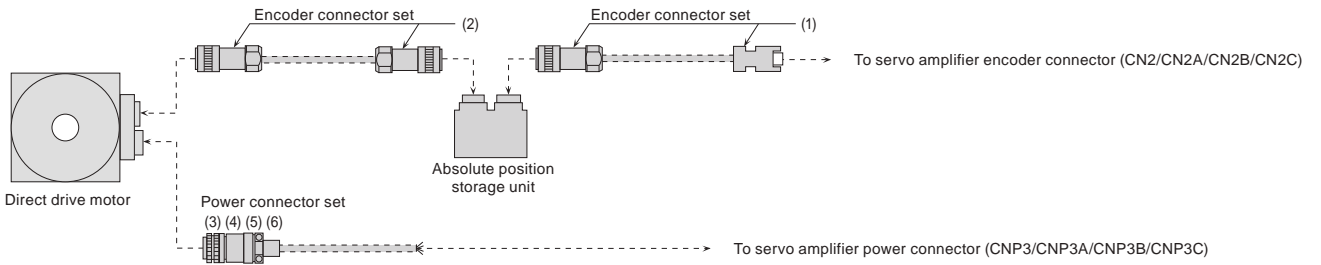 Encoder connector set
(2)
Encoder connector set
(1)
To servo amplifier encoder connector (CN2/CN2A/CN2B/CN2C)
Absolute position
storage unit
Direct drive motor
Power connector set
(3) (4) (5) (6)
To servo amplifier power connector (CNP3/CNP3A/CNP3B/CNP3C)